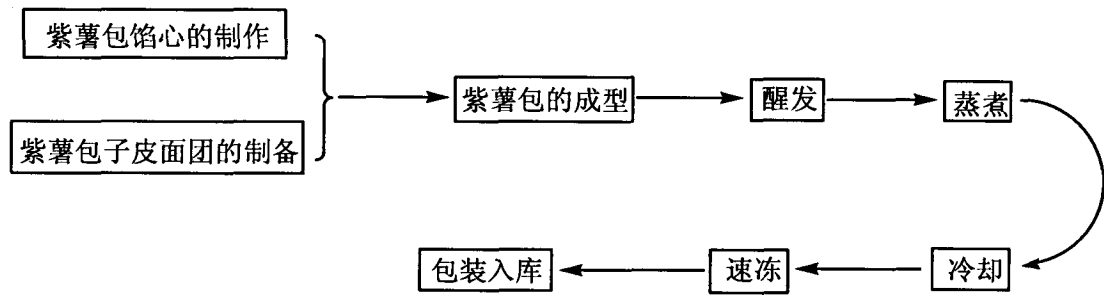 紫薯包馅心的制作
紫薯包子皮面团的制备
紫薯包的成型
醒发
蒸煮
冷却
速冻
包装入库